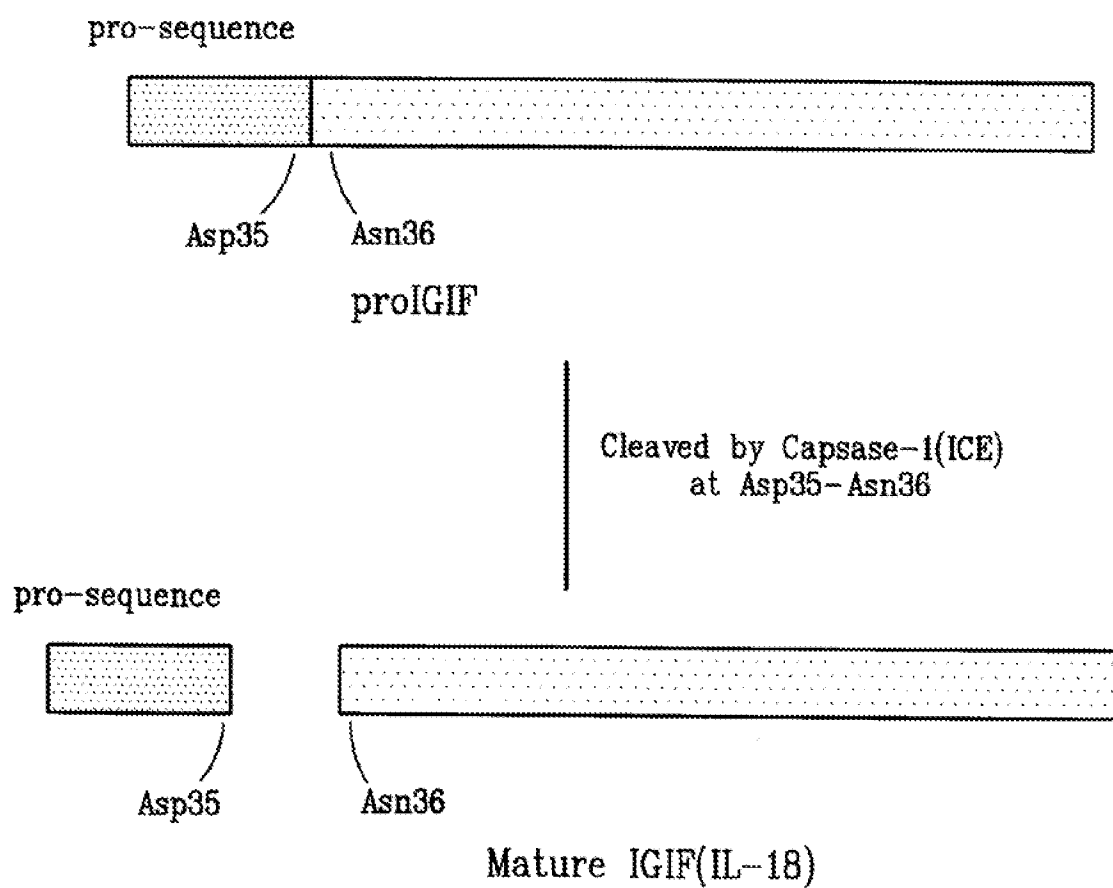 pro-sequence
Asp35
Asn36
proIGIF
Cleaved by Capsase-1(ICE)
at Asp35-Asn36
pro-sequence
Asp35
Asn36
Mature IGIF(IL-18)